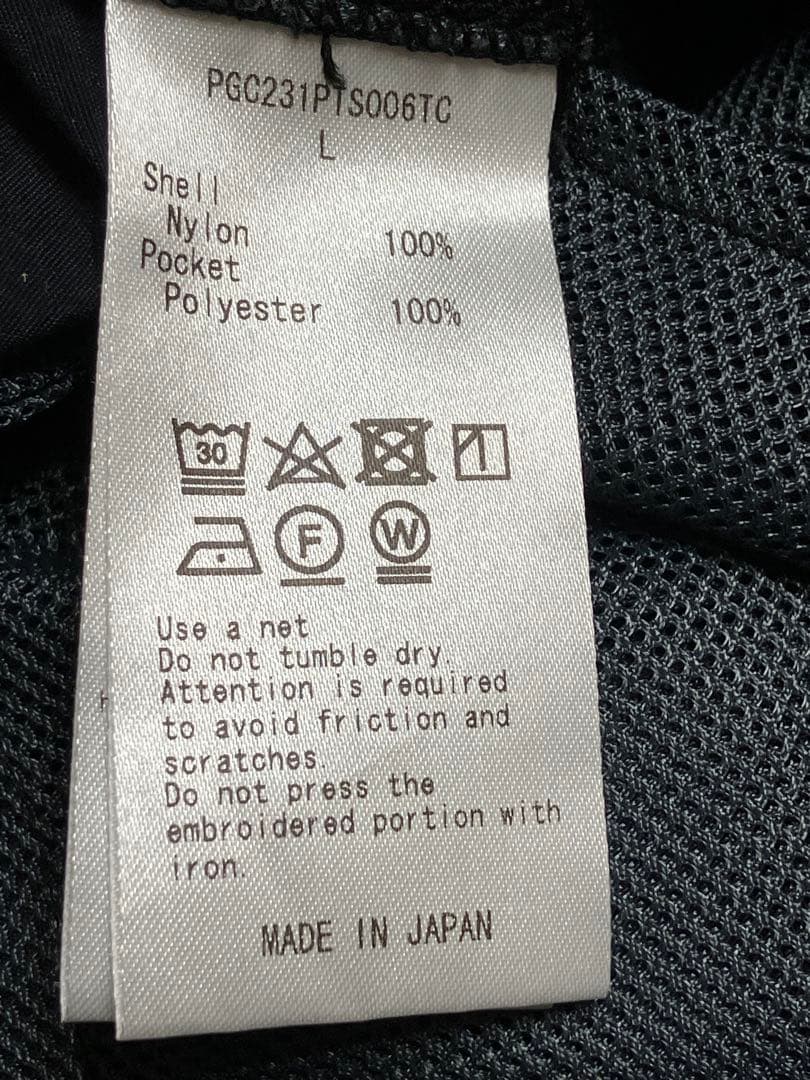 PGC231PTS006TC
L
Shell
Nylon 100%
Pocket
Polyester 100%
30
F W
Use a net
Do not tumble dry.
Attention is required
to avoid friction and
scratches.
Do not press the
embroidered portion with
iron.
MADE IN JAPAN